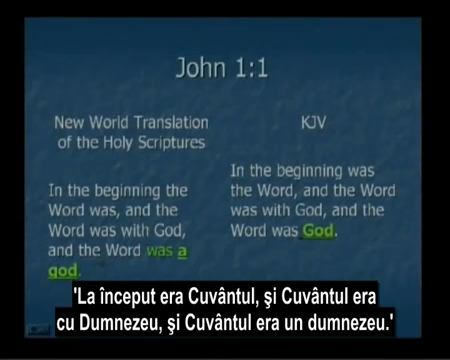 John 1:1
New World Translation
of the Holy Scriptures
In the beginning the
Word was, and the
Word was with God,
and the Word was a
god.
KJV
In the beginning was
the Word, and the Word
was with God, and the
Word was God.
'La început era Cuvântul, şi Cuvântul era
cu Dumnezeu, şi Cuvântul era un dumnezeu.'